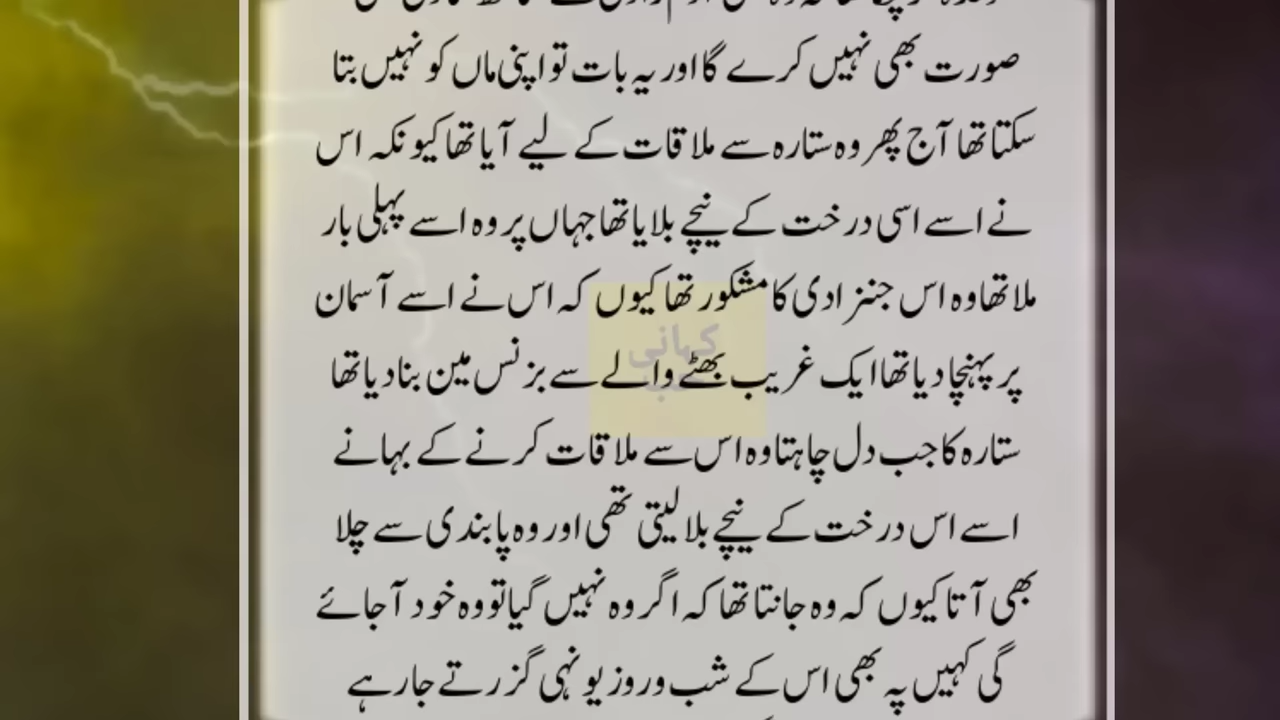 صورت بھی نہیں کرے گا اور یہ بات تو اپنی ماں کو نہیں بتا
سکتا تھا آج پھر وہ ستارہ سے ملاقات کے لیے آیا تھا کیونکہ اس
نے اسے اسی درخت کے نیچے بلایا تھا جہاں پر وہ اسے پہلی بار
ملا تھا وہ اس جنزادی کا مشکور تھا کیوں کہ اس نے اسے آسمان
پر پہنچا دیا تھا ایک غریب بھٹے والے سے بزنس مین بنا دیا تھا
ستارہ کا جب دل چاہتا وہ اس سے ملاقات کرنے کے بہانے
اسے اس درخت کے نیچے بلا لیتی تھی اور وہ پابندی سے چلا
بھی آتا کیوں کہ وہ جانتا تھا کہ اگر وہ نہیں گیا تو وہ خود آجائے
گی کہیں پہ بھی اس کے شب وروز یونہی گزرتے جا رہے
کہانی